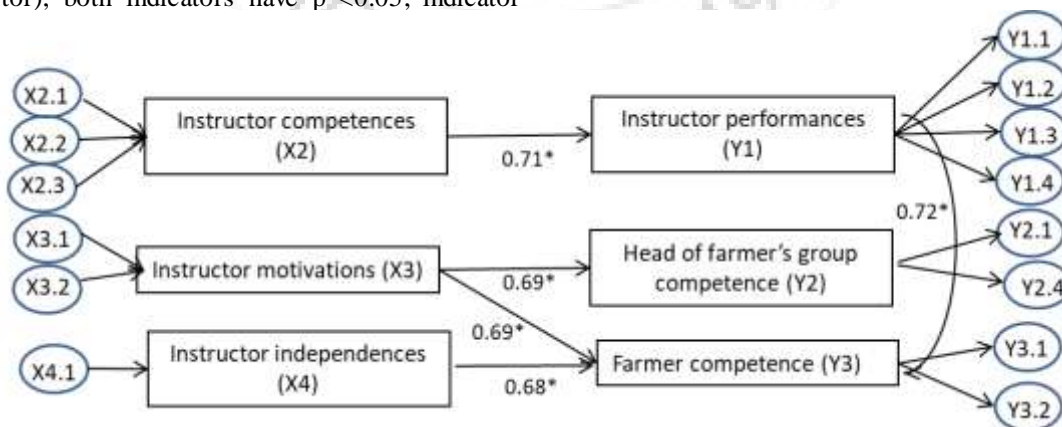 tor), both indicators have p <0.05; indicator
X2.1
X2.2
X2.3
X3.1
X3.2
X4.1
Instructor competences
(X2)
0.71*
Instructor performances
(Y1)
Instructor motivations (X3)
0.69*
0.69*
Head of farmer's group
competence (Y2)
Instructor independences
(X4)
0.68*
Farmer competence (Y3)
0.72*
Y1.1
Y1.2
Y1.3
Y1.4
Y2.1
Y2.4
Y3.1
Y3.2